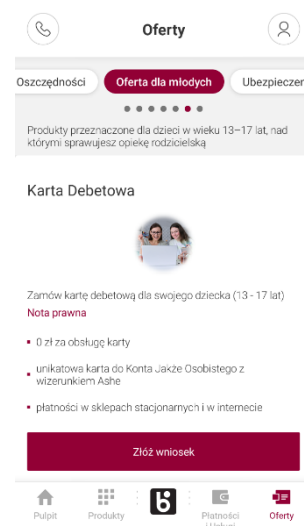 Oferty
Oszczędności Oferta dla młodych Ubezpieczen
Produkty przeznaczone dla dzieci w wieku 13–17 lat, nad
którymi sprawujesz opiekę rodzicielską
Karta Debetowa
Zamów kartę debetową dla swojego dziecka (13 - 17 lat)
Nota prawna
0 zł za obsługę karty
unikatowa karta do Konta Jakże Osobistego z
wizerunkiem Ashe
płatności w sklepach stacjonarnych i w internecie
Złóż wniosek
Pulpit Produkty Płatności Oferty
i Usługi